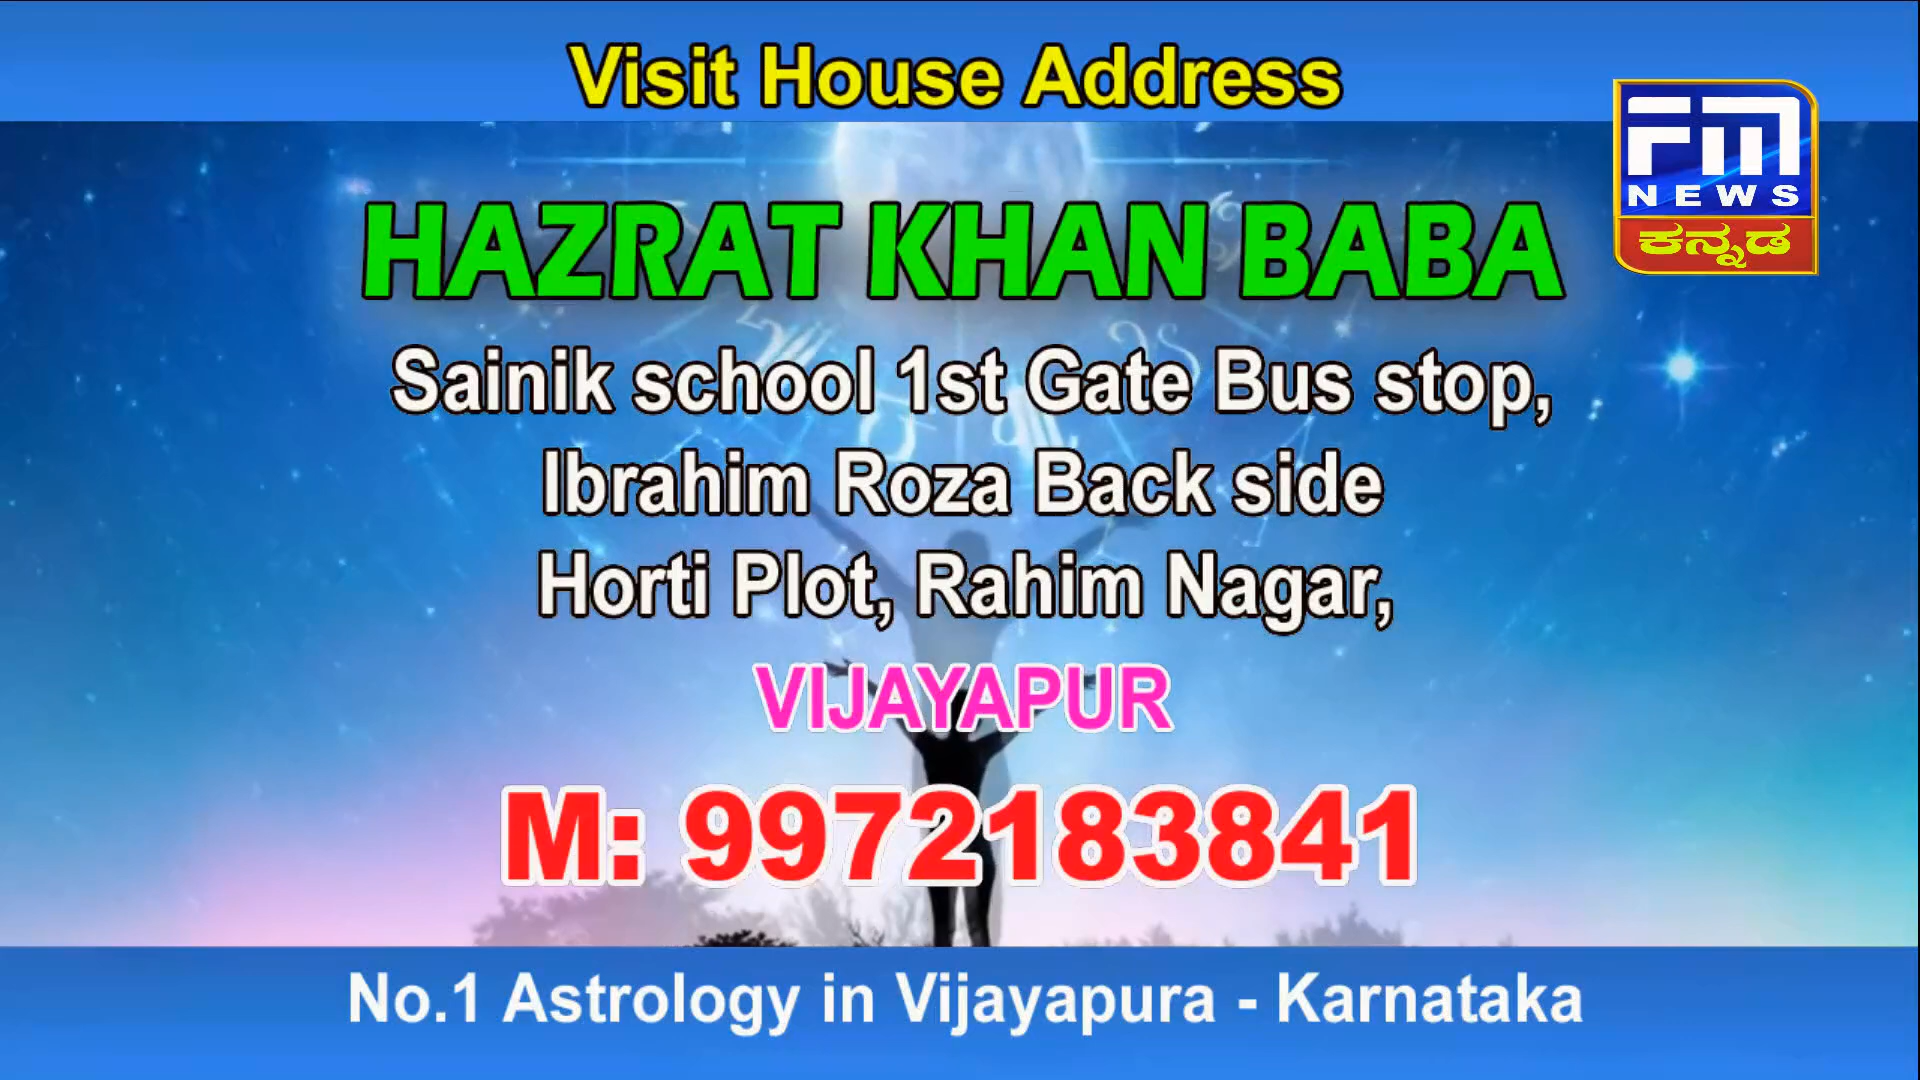 Visit House Address
FM
NEWS
ಕನ್ನಡ
HAZRAT KHAN BABA
Sainik school 1st Gate Bus stop,
Ibrahim Roza Back side
Horti Plot, Rahim Nagar,
VIJAYAPUR
M: 9972183841
No.1 Astrology in Vijayapura - Karnataka